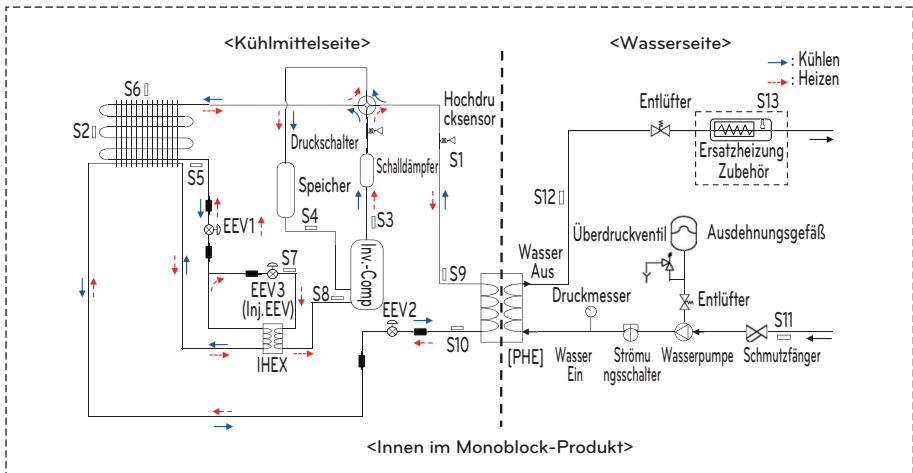 <Kühlmittelseite>
<Wasserseite>
: Kühlen
: Heizen
S6
S2
S5
Druckschalter
Hochdru
cksensor
S1
Schalldämpfer
Speicher
S4
S3
EEV1
S7
EEV3
(Inj.EEV)
S8
Inv.-Comp
S9
EEV2
S10
IHEX
[PHE]
Entlüfter
S13
Ersatzheizung
Zubehör
S12
Wasser
Aus
Überdruckventil
Ausdehnungsgefäß
Druckmesser
Entlüfter
S11
Wasser
Ein
Strömu
ngsschalter
Wasserpumpe
Schmutzfänger
<Innen im Monoblock-Produkt>